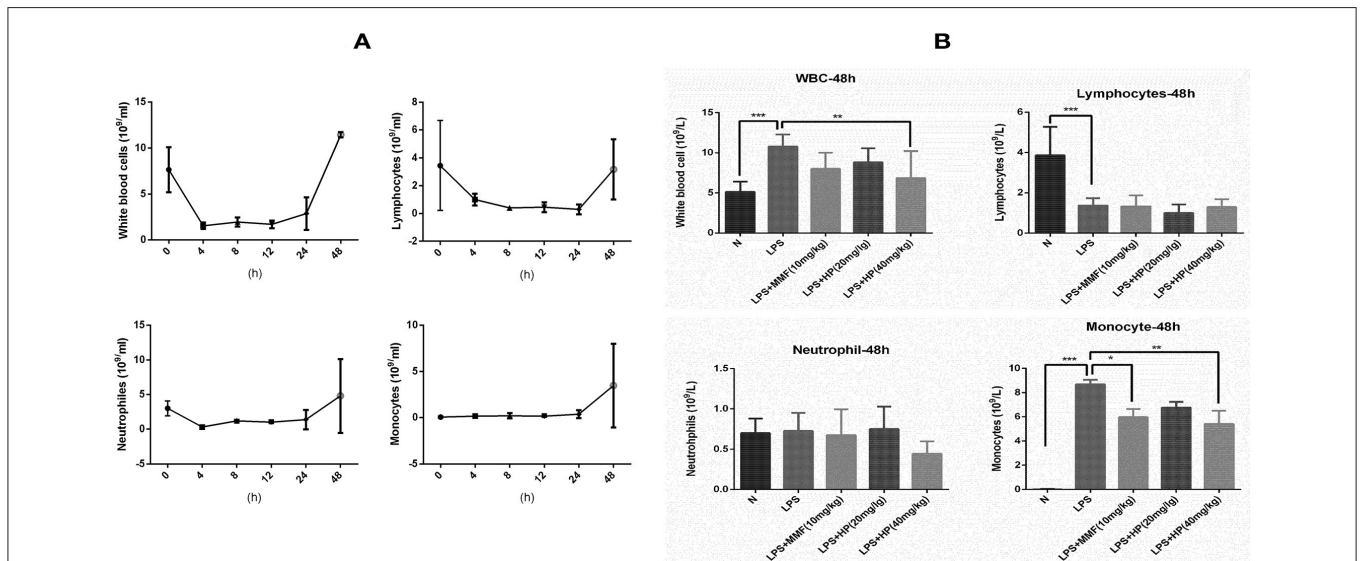 A
White blood cells (10⁹/ml)
15
10
5
0
0
4
8
12
24
48
(h)
Lymphocytes (10⁹/ml)
10
8
6
4
2
0
-2
0
4
8
12
24
48
(h)
Neutrophiles (10⁹/ml)
15
10
5
0
-5
0
4
8
12
24
48
(h)
Monocytes (10⁹/ml)
10
5
0
-5
0
4
8
12
24
48
(h)
B
WBC-48h
White blood cell (10⁹/L)
15
10
5
0
***
**
N
LPS
LPS+MMF(10mg/kg)
LPS+HP(20mg/lg)
LPS+HP(40mg/kg)
Lymphocytes-48h
Lymphocytes (10⁹/L)
6
4
2
0
***
N
LPS
LPS+MMF(10mg/kg)
LPS+HP(20mg/lg)
LPS+HP(40mg/kg)
Neutrophil-48h
Neutrohphils (10⁹/L)
1.5
1.0
0.5
0.0
N
LPS
LPS+MMF(10mg/kg)
LPS+HP(20mg/lg)
LPS+HP(40mg/kg)
Monocyte-48h
Monocytes (10⁹/L)
10
8
6
4
2
0
***
*
**
N
LPS
LPS+MMF(10mg/kg)
LPS+HP(20mg/lg)
LPS+HP(40mg/kg)